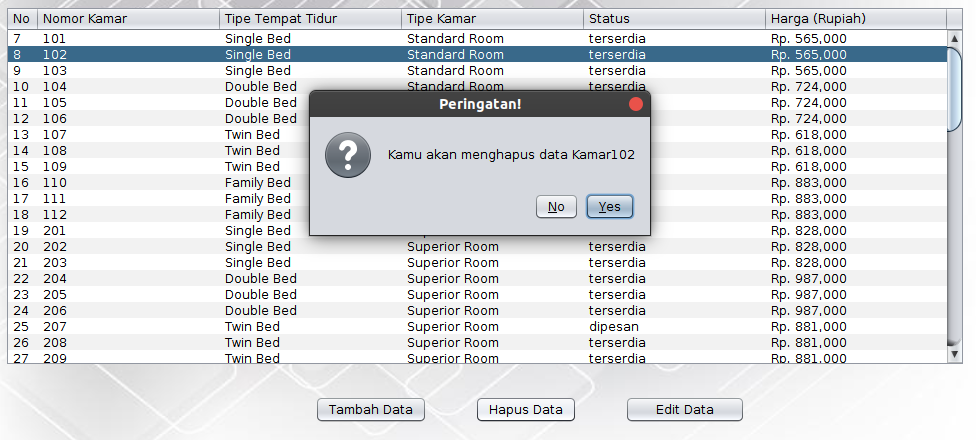 No Nomor Kamar Tipe Tempat Tidur Tipe Kamar Status Harga (Rupiah)
7 101 Single Bed Standard Room terserdia Rp. 565,000
8 102 Single Bed Standard Room terserdia Rp. 565,000
9 103 Single Bed Standard Room terserdia Rp. 565,000
10 104 Double Bed Standard Room terserdia Rp. 724,000
11 105 Double Bed Rp. 724,000
12 106 Double Bed Rp. 724,000
13 107 Twin Bed Rp. 618,000
14 108 Twin Bed Rp. 618,000
15 109 Twin Bed Rp. 618,000
16 110 Family Bed Rp. 883,000
17 111 Family Bed Rp. 883,000
18 112 Family Bed Rp. 883,000
19 201 Single Bed Rp. 828,000
20 202 Single Bed Superior Room terserdia Rp. 828,000
21 203 Single Bed Superior Room terserdia Rp. 828,000
22 204 Double Bed Superior Room terserdia Rp. 987,000
23 205 Double Bed Superior Room terserdia Rp. 987,000
24 206 Double Bed Superior Room terserdia Rp. 987,000
25 207 Twin Bed Superior Room dipesan Rp. 881,000
26 208 Twin Bed Superior Room terserdia Rp. 881,000
27 209 Twin Bed Superior Room terserdia Rp. 881,000
Peringatan!
Kamu akan menghapus data Kamar102
No Yes
Tambah Data Hapus Data Edit Data